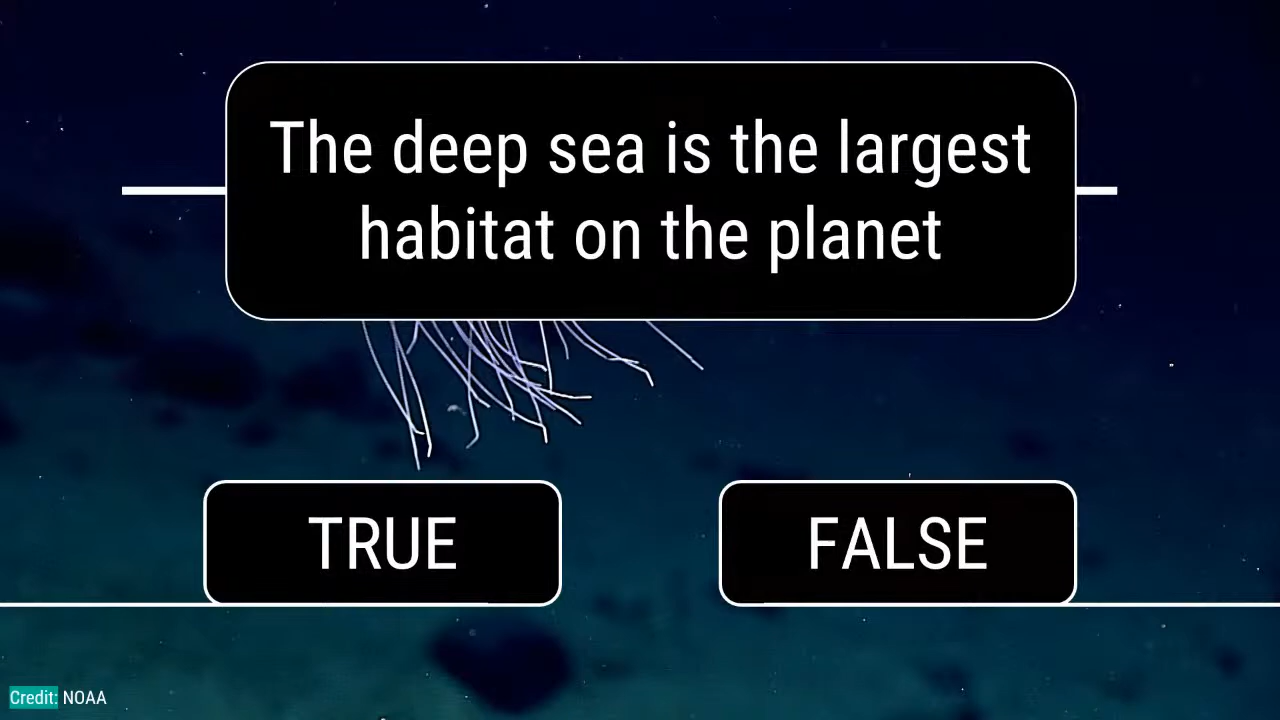 The deep sea is the largest
habitat on the planet
TRUE
FALSE
Credit: NOAA